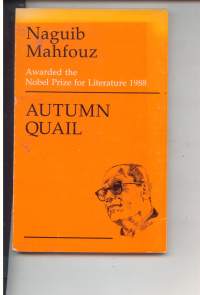 Naguib
Mahfouz
Awarded the
Nobel Prize for Literature 1988
AUTUMN
QUAIL